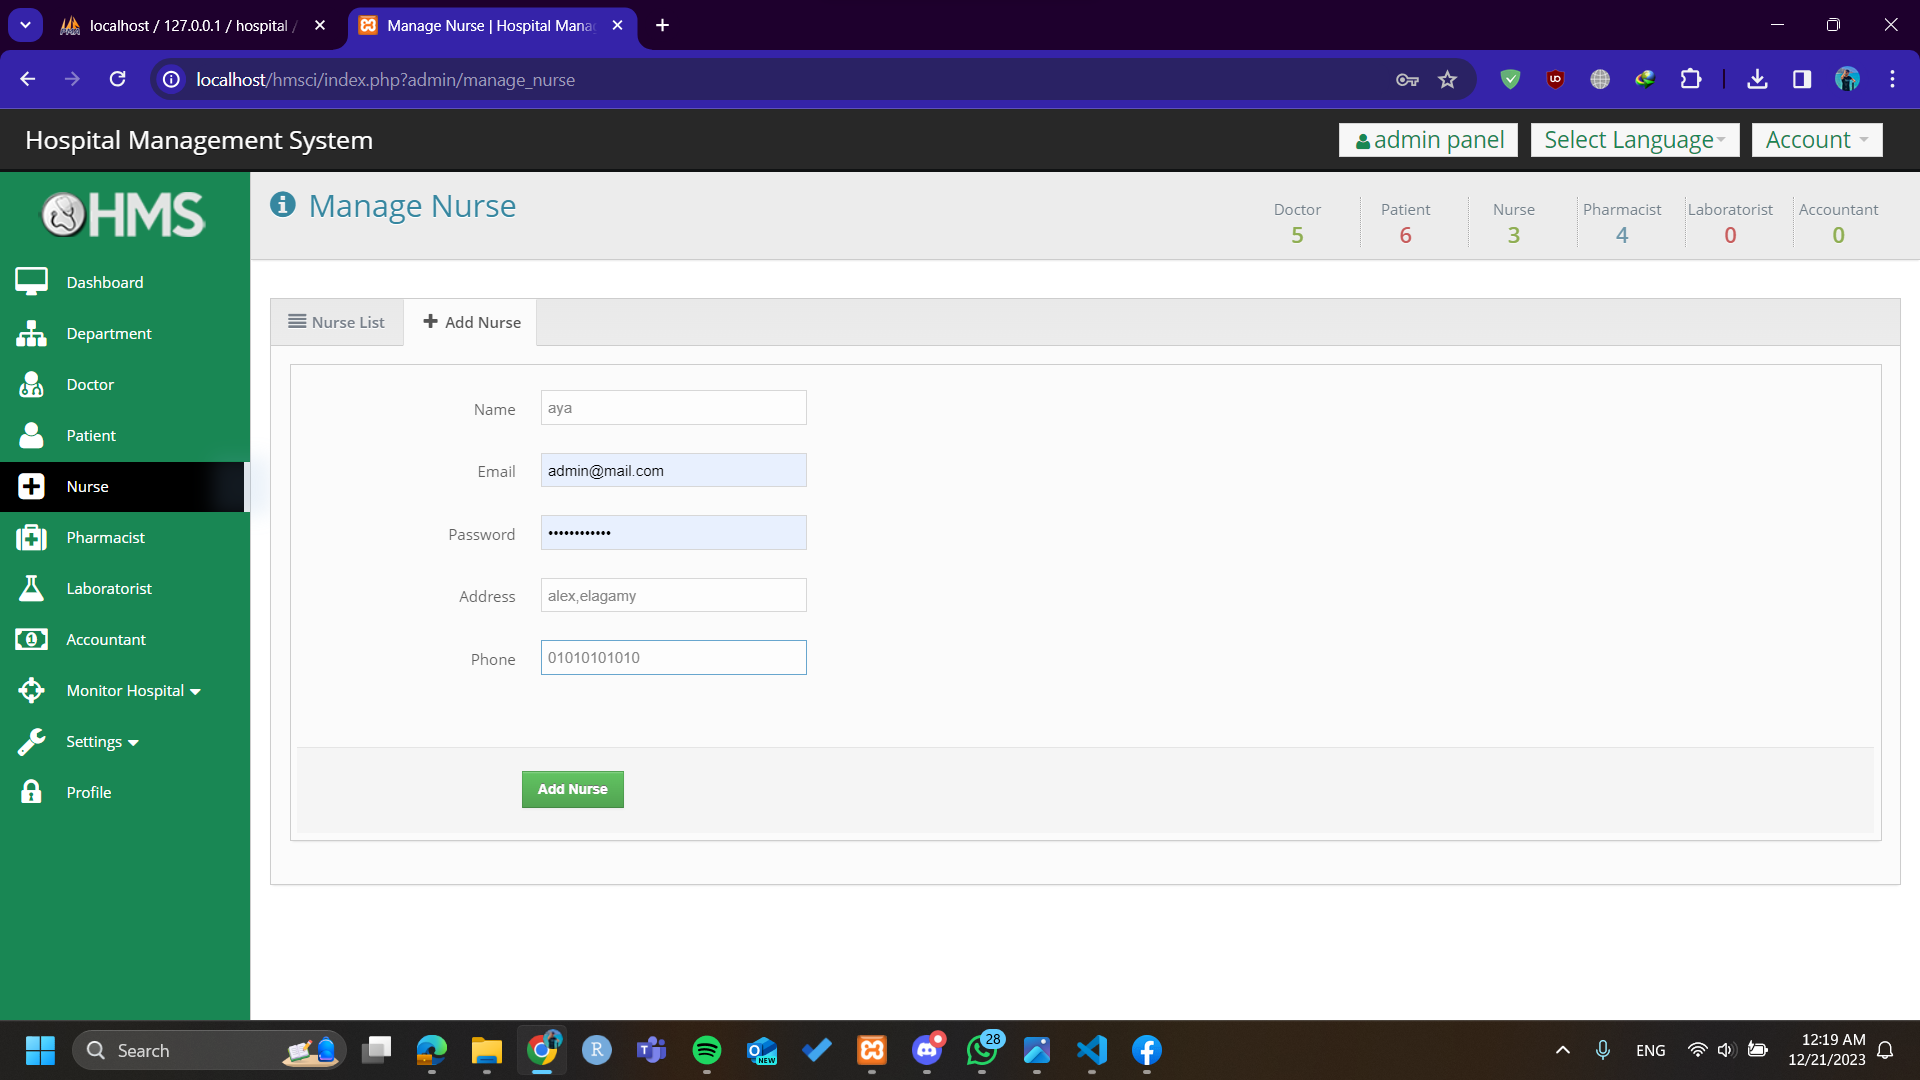 localhost / 127.0.0.1 / hospital /
Manage Nurse | Hospital Mana
localhost/hmsci/index.php?admin/manage_nurse
Hospital Management System
admin panel
Select Language
Account
HMS
Manage Nurse
Doctor
5
Patient
6
Nurse
3
Pharmacist
4
Laboratorist
0
Accountant
0
Dashboard
Department
Doctor
Patient
Nurse
Pharmacist
Laboratorist
Accountant
Monitor Hospital
Settings
Profile
Nurse List
Add Nurse
Name
aya
Email
admin@mail.com
Password
••••••••••••
Address
alex,elagamy
Phone
01010101010
Add Nurse
Search
NEW
28
ENG
12:19 AM
12/21/2023